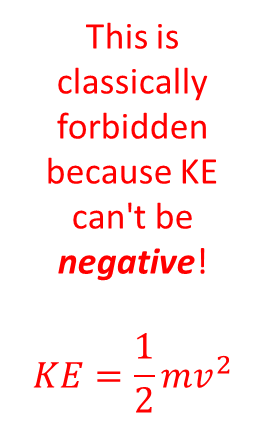 This is
classically
forbidden
because KE
can't be
negative!
KE = 1/2 mv²